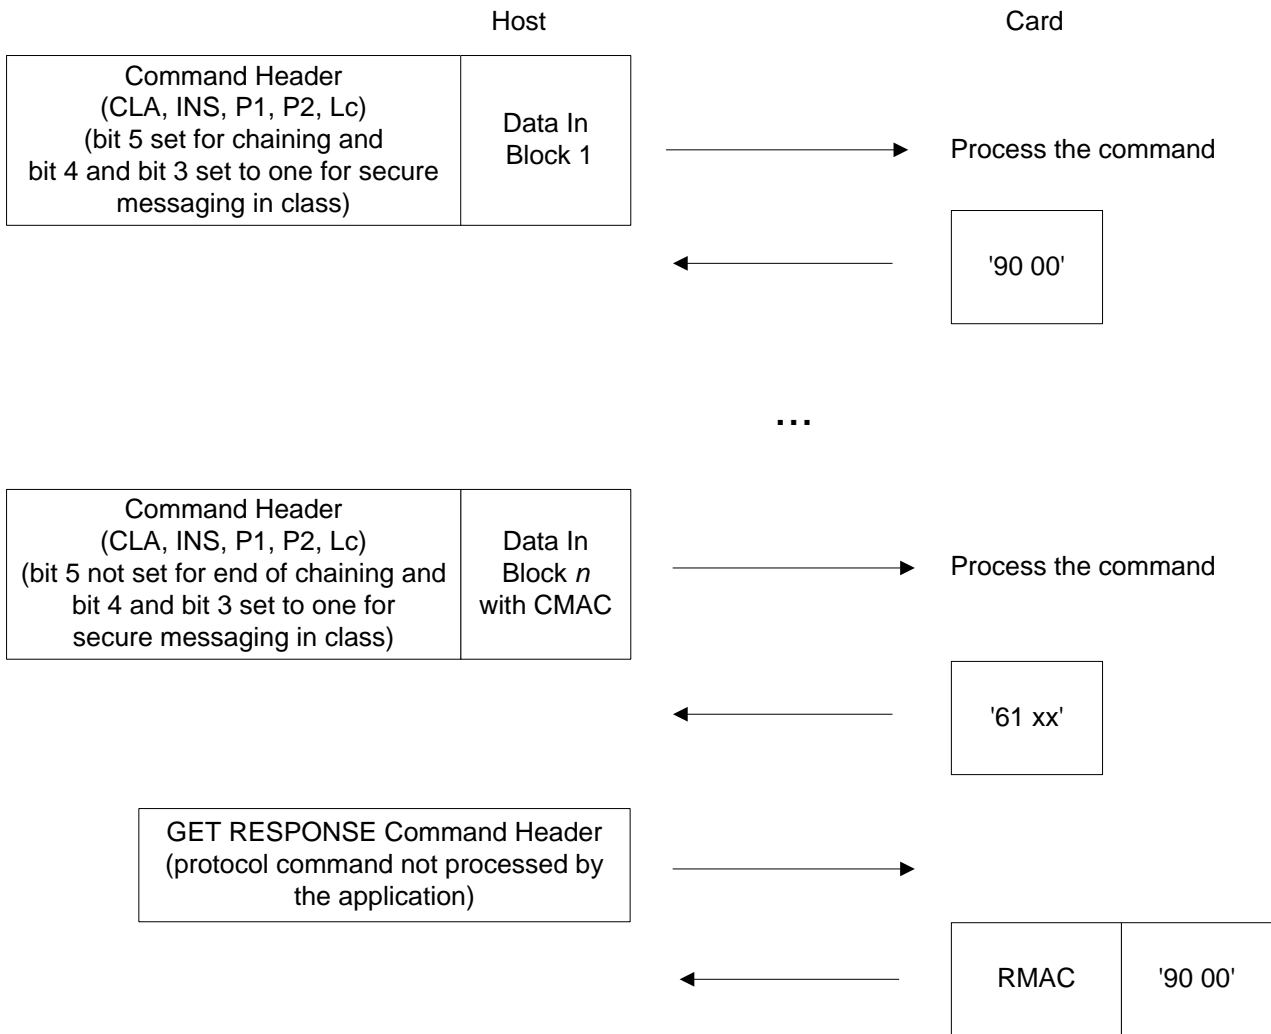 Host
Card
Command Header
(CLA, INS, P1, P2, Lc)
(bit 5 set for chaining and
bit 4 and bit 3 set to one for secure
messaging in class)
Data In
Block 1
Process the command
'90 00'
...
Command Header
(CLA, INS, P1, P2, Lc)
(bit 5 not set for end of chaining and
bit 4 and bit 3 set to one for
secure messaging in class)
Data In
Block n
with CMAC
Process the command
'61 xx'
GET RESPONSE Command Header
(protocol command not processed by
the application)
RMAC
'90 00'